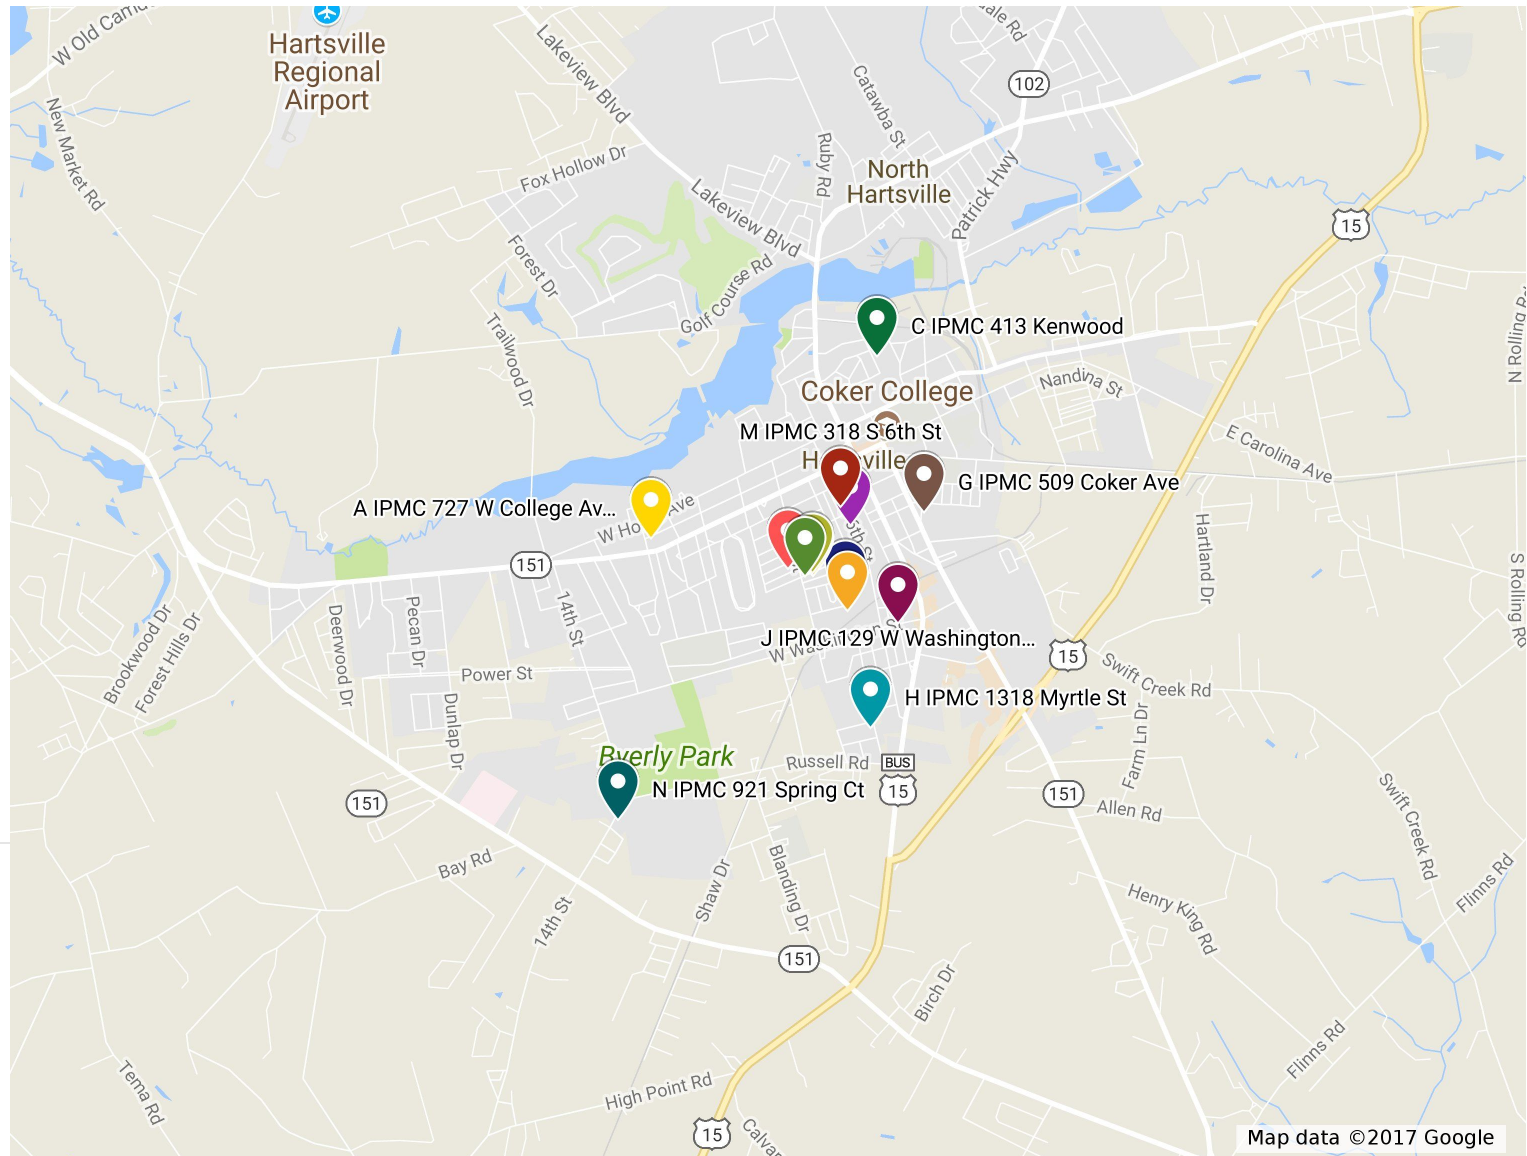 W Old Camd
Hartsville
Regional
Airport
New Market Rd
Lakeview Blvd
Fox Hollow Dr
Catawba St
Ruby Rd
102
North
Hartsville
Patrick Hwy
Lakeview Blvd
15
Forest Dr
Golf Course Rd
Trailwood Dr
C IPMC 413 Kenwood
N Rolling Rd
Nandina St
Coker College
M IPMC 318 S 6th St
E Carolina Ave
G IPMC 509 Coker Ave
A IPMC 727 W College Av...
5th St
151
Hartland Dr
S Rolling Rd
14th St
Pecan Dr
Deerwood Dr
Brookwood Dr
Forest Hills Dr
J IPMC 129 W Washington...
15
Swift Creek Rd
Power St
H IPMC 1318 Myrtle St
Dunlap Dr
Farm Ln Dr
Byerly Park
Russell Rd
BUS
15
N IPMC 921 Spring Ct
151
151
Allen Rd
Swift Creek Rd
Bay Rd
Shaw Dr
Blanding Dr
14th St
Henry King Rd
Flinns Rd
151
Birch Dr
Flinns Rd
Tema Rd
High Point Rd
15
Calvar
Map data ©2017 Google